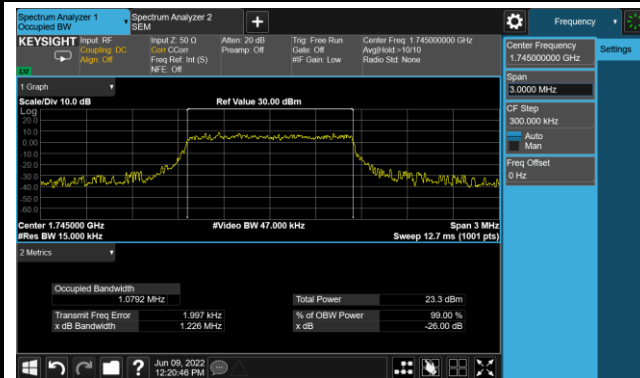 Spectrum Analyzer 1
Occupied BW
Spectrum Analyzer 2
SEM
Frequency
KEYSIGHT
Input: RF
Coupling: DC
Align: Off
Input Z: 50 Ω
Corr CCorr
Freq Ref: Int (S)
NFE: Off
Atten: 20 dB
Preamp: Off
Trig: Free Run
Gate: Off
#IF Gain: Low
Center Freq: 1.745000000 GHz
Avg|Hold:>10/10
Radio Std: None
Center Frequency
1.745000000 GHz
Settings
Span
3.0000 MHz
CF Step
300.000 kHz
Auto
Man
Freq Offset
0 Hz
1 Graph
Scale/Div 10.0 dB
Ref Value 30.00 dBm
Log
20.0
10.0
0.00
-10.0
-20.0
-30.0
-40.0
-50.0
-60.0
Center 1.745000 GHz
#Video BW 47.000 kHz
Span 3 MHz
#Res BW 15.000 kHz
Sweep 12.7 ms (1001 pts)
2 Metrics
Occupied Bandwidth
1.0792 MHz
Total Power 23.3 dBm
Transmit Freq Error 1.997 kHz
% of OBW Power 99.00 %
x dB Bandwidth 1.226 MHz
x dB -26.00 dB
Jun 09, 2022
12:20:46 PM